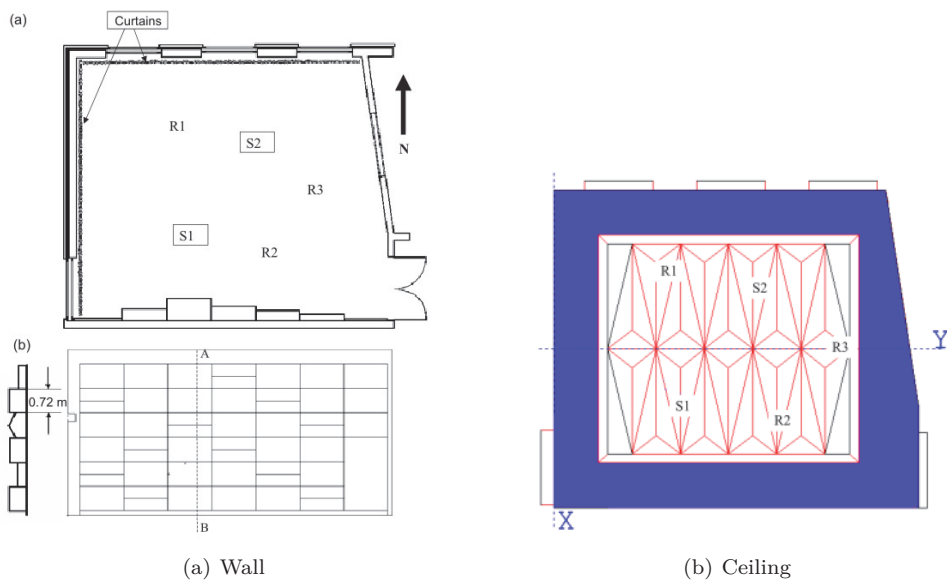 (a)
Curtains
R1
S2
N
R3
S1
R2
(b)
A
0.72 m
B
(a) Wall
R1
S2
Y
R3
S1
R2
X
(b) Ceiling